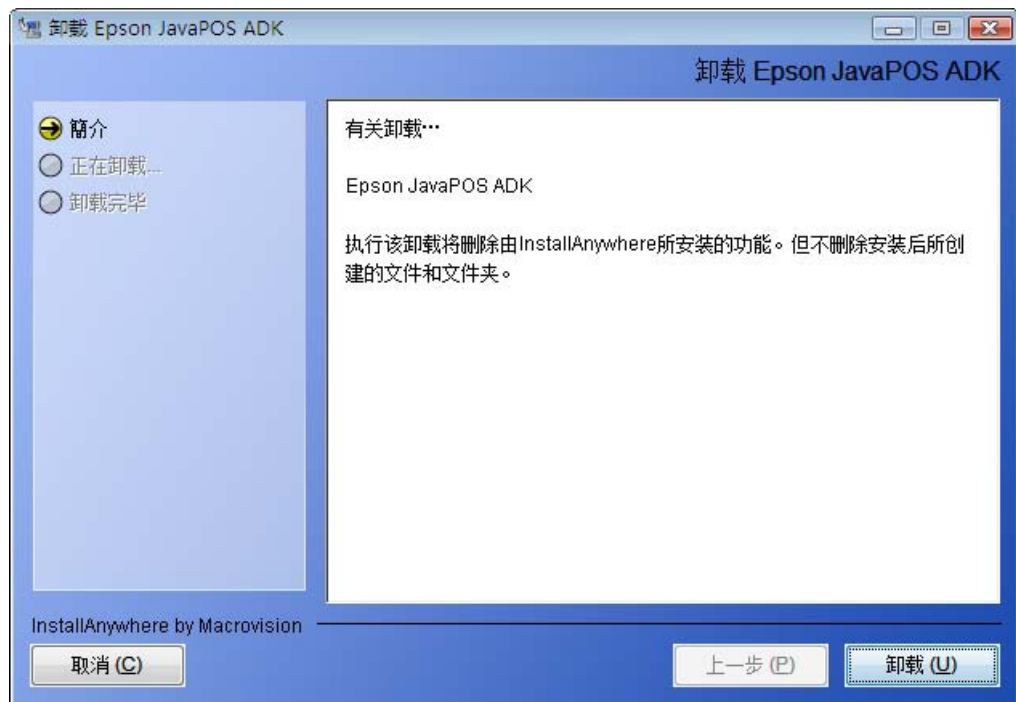 卸载 Epson JavaPOS ADK
卸载 Epson JavaPOS ADK
簡介
正在卸载...
卸载完毕
有关卸载…
Epson JavaPOS ADK
执行该卸载将删除由InstallAnywhere所安装的功能。但不删除安装后所创
建的文件和文件夹。
InstallAnywhere by Macrovision
取消 (C)
上一步 (P)
卸载 (U)